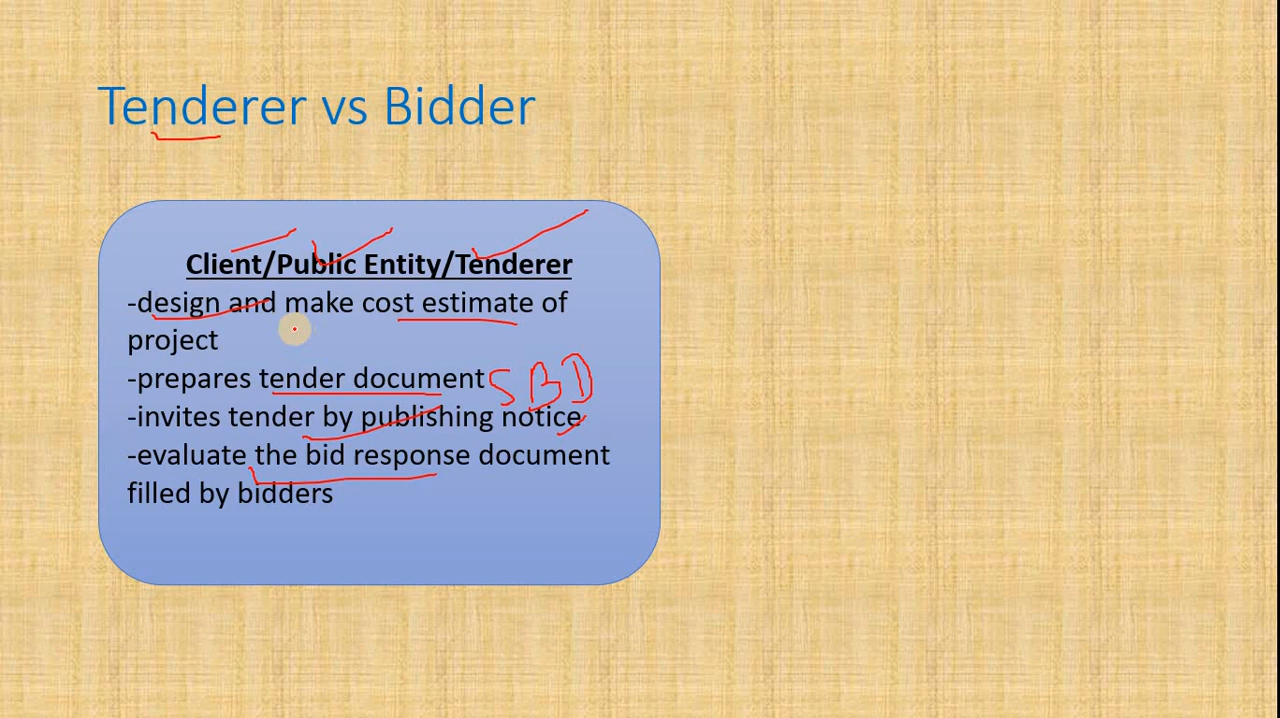 Tenderer vs Bidder
Client/Public Entity/Tenderer
-design and make cost estimate of
project
-prepares tender document SBD
-invites tender by publishing notice
-evaluate the bid response document
filled by bidders